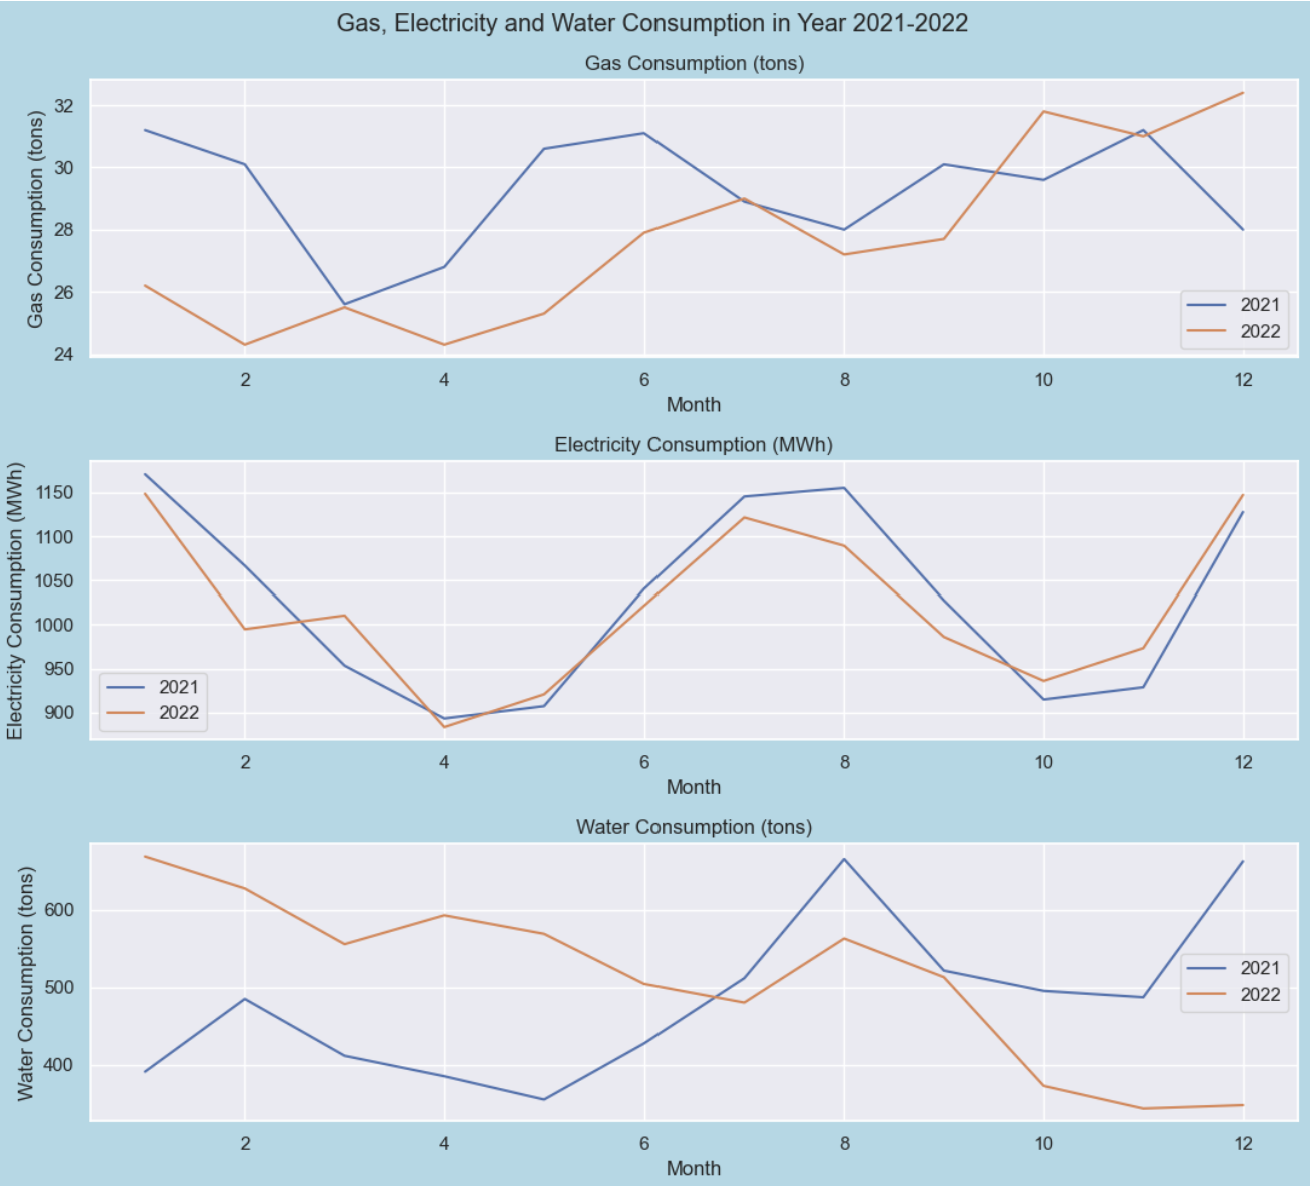 Gas, Electricity and Water Consumption in Year 2021-2022
Gas Consumption (tons)
Gas Consumption (tons)
32
30
28
26
24
2021
2022
2 4 6 8 10 12
Month
Electricity Consumption (MWh)
Electricity Consumption (MWh)
1150
1100
1050
1000
950
900
2021
2022
2 4 6 8 10 12
Month
Water Consumption (tons)
Water Consumption (tons)
600
500
400
2021
2022
2 4 6 8 10 12
Month